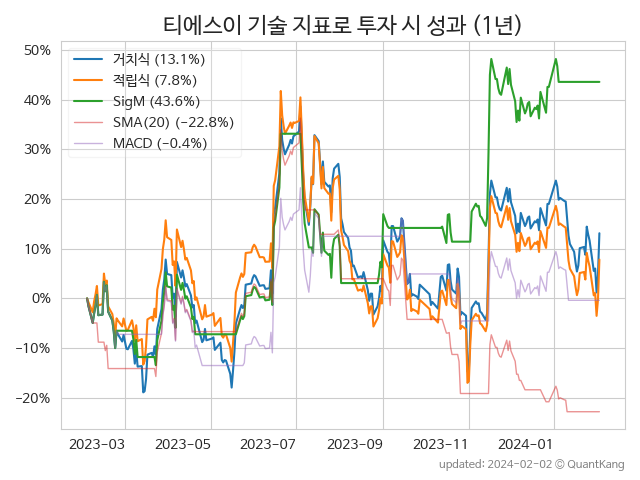 티에스이 기술 지표로 투자 시 성과 (1년)
50%
40%
30%
20%
10%
0%
−10%
−20%
거치식 (13.1%)
적립식 (7.8%)
SigM (43.6%)
SMA(20) (−22.8%)
MACD (−0.4%)
2023-03
2023-05
2023-07
2023-09
2023-11
2024-01
updated: 2024-02-02 © QuantKang